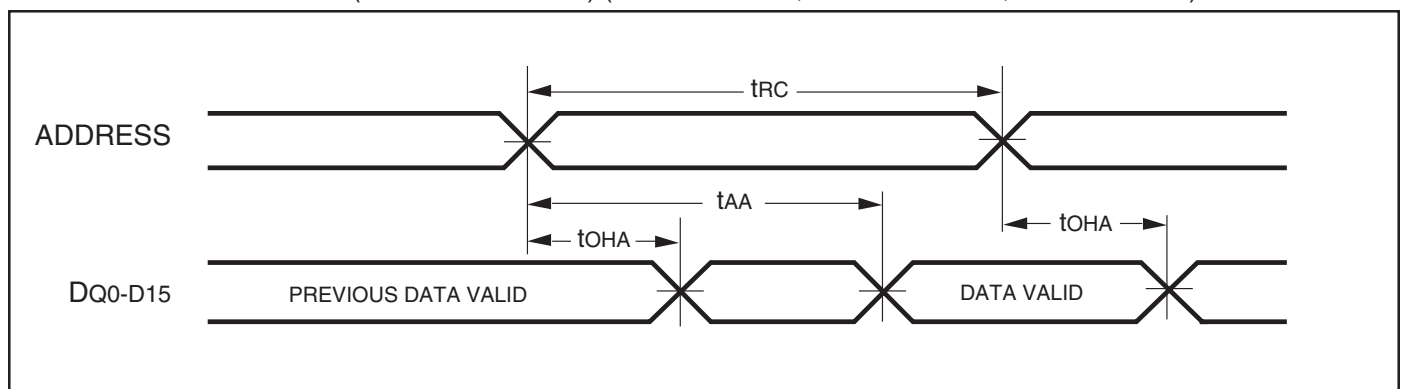 tRC
ADDRESS
tAA
tOHA
tOHA
DQ0-D15
PREVIOUS DATA VALID
DATA VALID